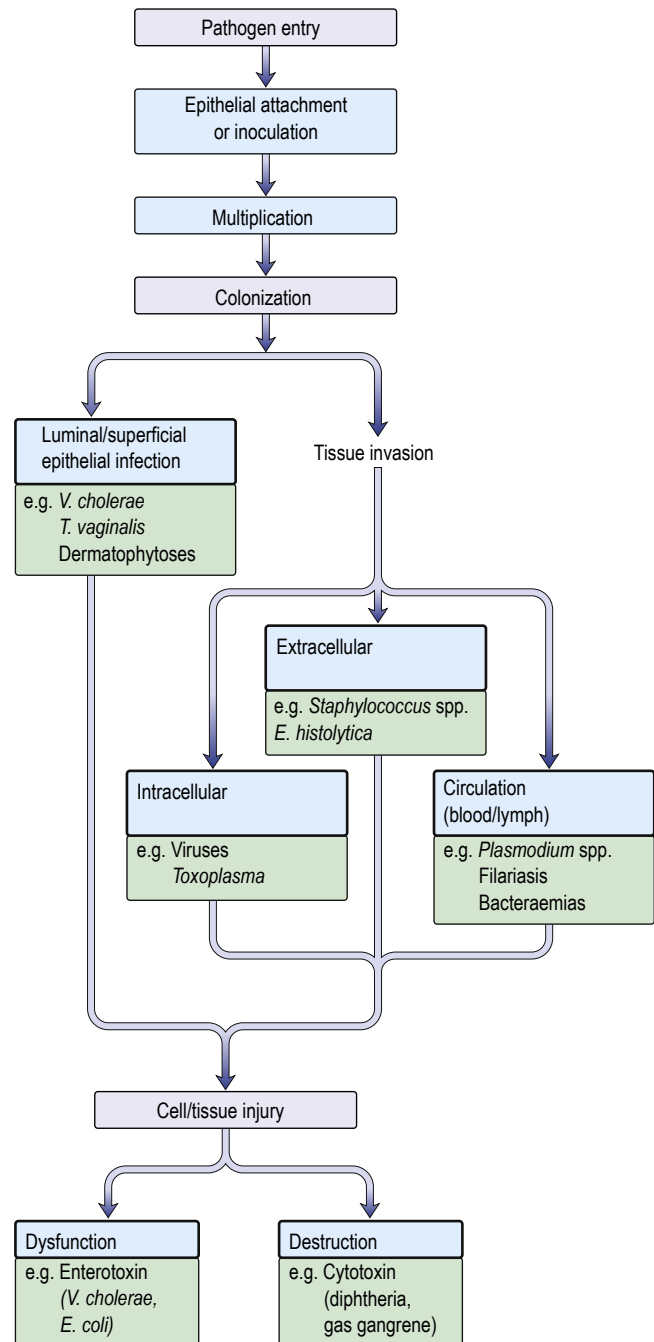 Pathogen entry
Epithelial attachment
or inoculation
Multiplication
Colonization
Luminal/superficial
epithelial infection
e.g. V. cholerae
T. vaginalis
Dermatophytoses
Tissue invasion
Extracellular
e.g. Staphylococcus spp.
E. histolytica
Intracellular
e.g. Viruses
Toxoplasma
Circulation
(blood/lymph)
e.g. Plasmodium spp.
Filariasis
Bacteraemias
Cell/tissue injury
Dysfunction
e.g. Enterotoxin
(V. cholerae,
E. coli)
Destruction
e.g. Cytotoxin
(diphtheria,
gas gangrene)